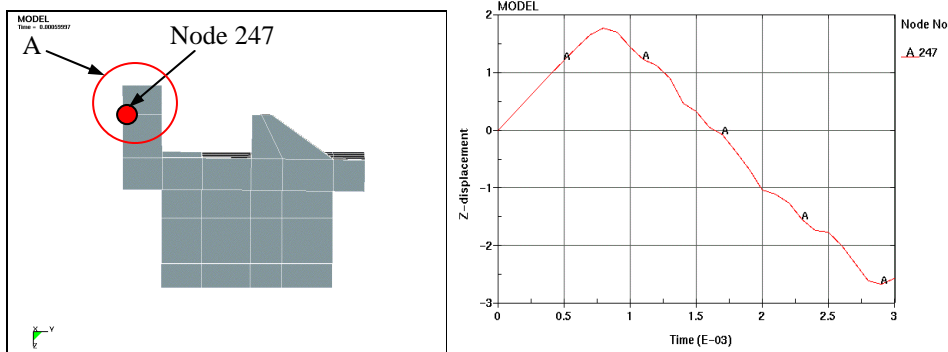 MODEL
Time = 0.00059997
A
Node 247
X
Y
Z
MODEL
Node No
A 247
2
1
0
-1
-2
-3
Z-displacement
A
A
A
A
A
0
0.5
1
1.5
2
2.5
3
Time (E-03)